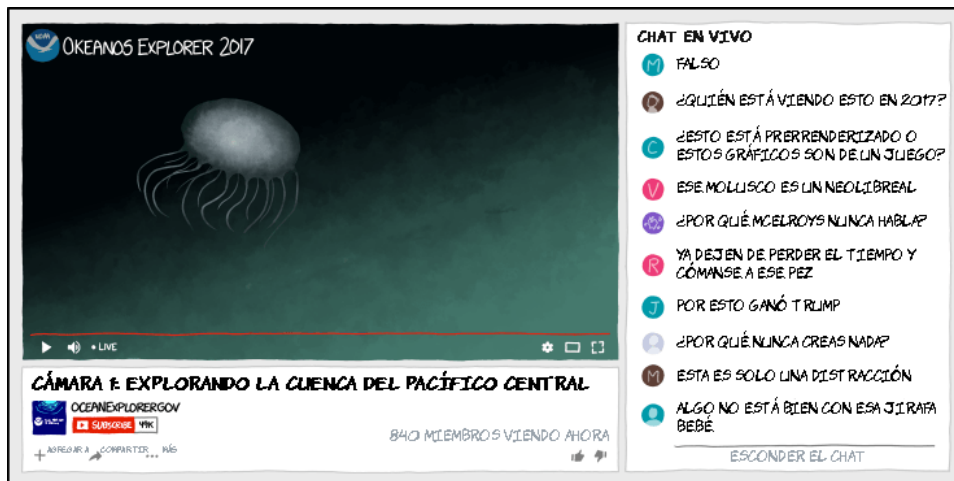 NOAA
OKEANOS EXPLORER 2017
LIVE
CÁMARA 1: EXPLORANDO LA CUENCA DEL PACÍFICO CENTRAL
OCEANEXPLORERGOV
SUBSCRIBE 49K
840 MIEMBROS VIENDO AHORA
AGREGAR A COMPARTIR ... MÁS
CHAT EN VIVO
M FALSO
D ¿QUIÉN ESTÁ VIENDO ESTO EN 2017?
C ¿ESTO ESTÁ PRERRENDERIZADO O
ESTOS GRÁFICOS SON DE UN JUEGO?
V ESE MOLUSCO ES UN NEOLIBREAL
¿POR QUÉ MCELROYS NUNCA HABLA?
R YA DEJEN DE PERDER EL TIEMPO Y
CÓMANSE A ESE PEZ
J POR ESTO GANÓ TRUMP
¿POR QUÉ NUNCA CREAS NADA?
M ESTA ES SOLO UNA DISTRACCIÓN
ALGO NO ESTÁ BIEN CON ESA JIRAFA
BEBÉ
ESCONDER EL CHAT